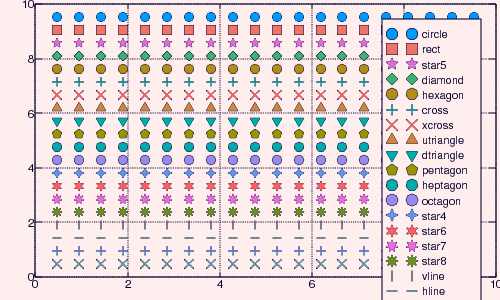 10
8
6
4
2
0
0
2
4
6
10
circle
rect
star5
diamond
hexagon
cross
xcross
utriangle
dtriangle
pentagon
heptagon
octagon
star4
star6
star7
star8
vline
hline